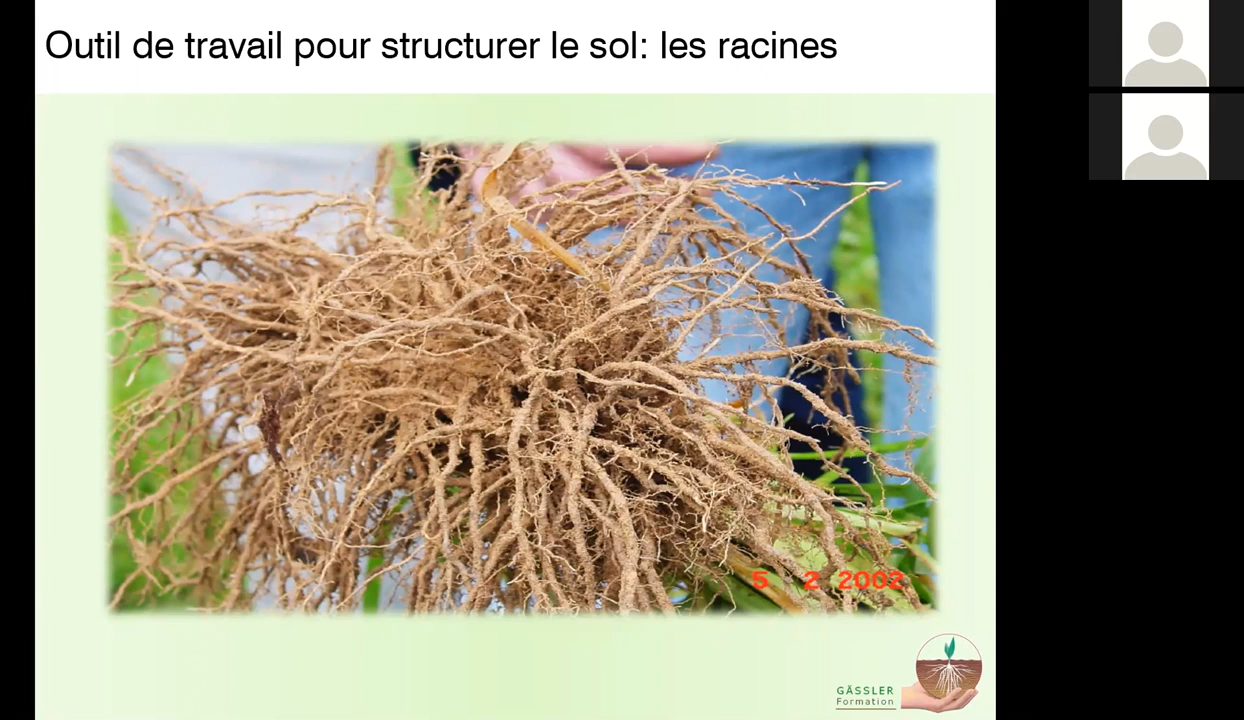 Outil de travail pour structurer le sol: les racines
5 2 2002
GÄSSLER
Formation